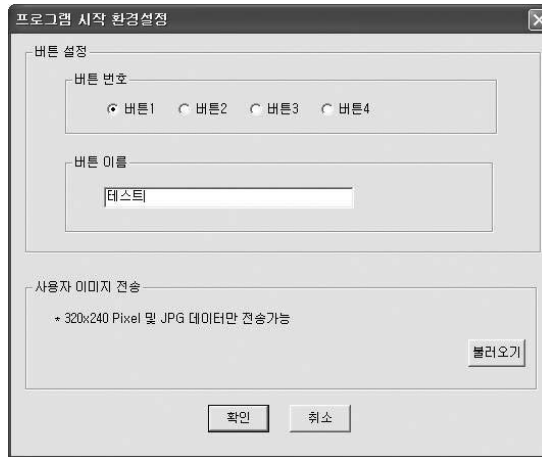 프로그램 시작 환경설정
버튼 설정
버튼 번호
버튼1 버튼2 버튼3 버튼4
버튼 이름
테스트
사용자 이미지 전송
* 320x240 Pixel 및 JPG 데이터만 전송가능
불러오기
확인 취소